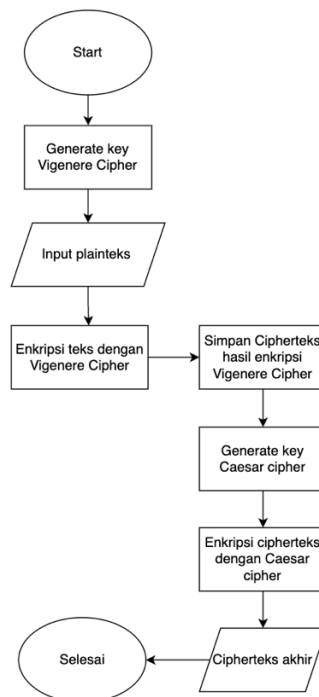 Start
Generate key
Vigenere Cipher
Input plainteks
Enkripsi teks dengan
Vigenere Cipher
Simpan Cipherteks
hasil enkripsi
Vigenere Cipher
Generate key
Caesar cipher
Enkripsi cipherteks
dengan Caesar
cipher
Cipherteks akhir
Selesai